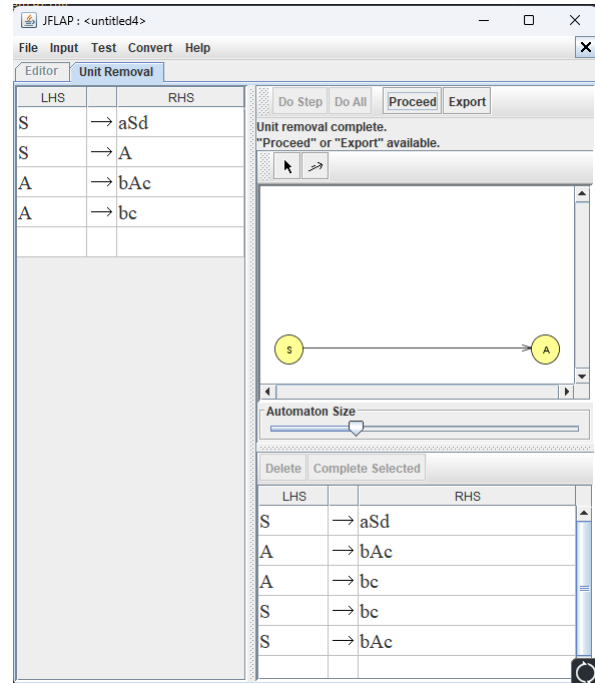 JFLAP : <untitled4>
File Input Test Convert Help
Editor Unit Removal
LHS RHS
S → aSd
S → A
A → bAc
A → bc
Do Step Do All Proceed Export
Unit removal complete.
"Proceed" or "Export" available.
S A
Automaton Size
Delete Complete Selected
LHS RHS
S → aSd
A → bAc
A → bc
S → bc
S → bAc